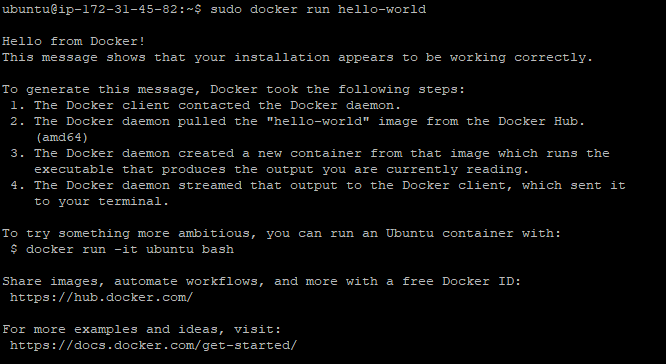 ubuntu@ip-172-31-45-82:~$ sudo docker run hello-world

Hello from Docker!
This message shows that your installation appears to be working correctly.

To generate this message, Docker took the following steps:
 1. The Docker client contacted the Docker daemon.
 2. The Docker daemon pulled the "hello-world" image from the Docker Hub.
    (amd64)
 3. The Docker daemon created a new container from that image which runs the
    executable that produces the output you are currently reading.
 4. The Docker daemon streamed that output to the Docker client, which sent it
    to your terminal.

To try something more ambitious, you can run an Ubuntu container with:
 $ docker run -it ubuntu bash

Share images, automate workflows, and more with a free Docker ID:
 https://hub.docker.com/

For more examples and ideas, visit:
 https://docs.docker.com/get-started/